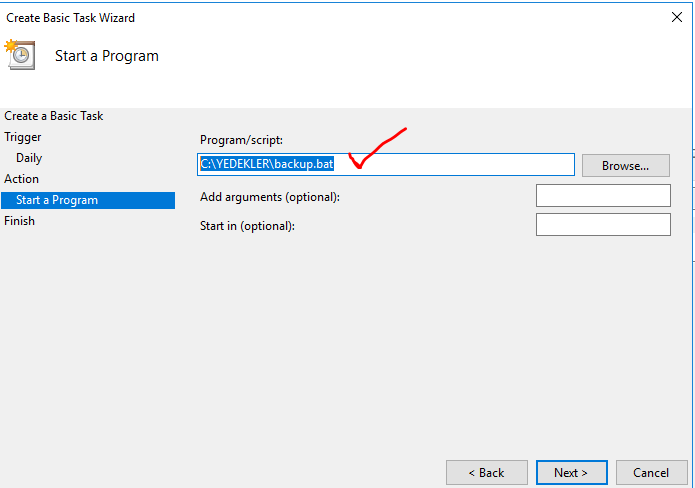 Create Basic Task Wizard
Start a Program
Create a Basic Task
Trigger
Daily
Action
Start a Program
Finish
Program/script:
C:\YEDEKLER\backup.bat
Browse...
Add arguments (optional):
Start in (optional):
< Back
Next >
Cancel